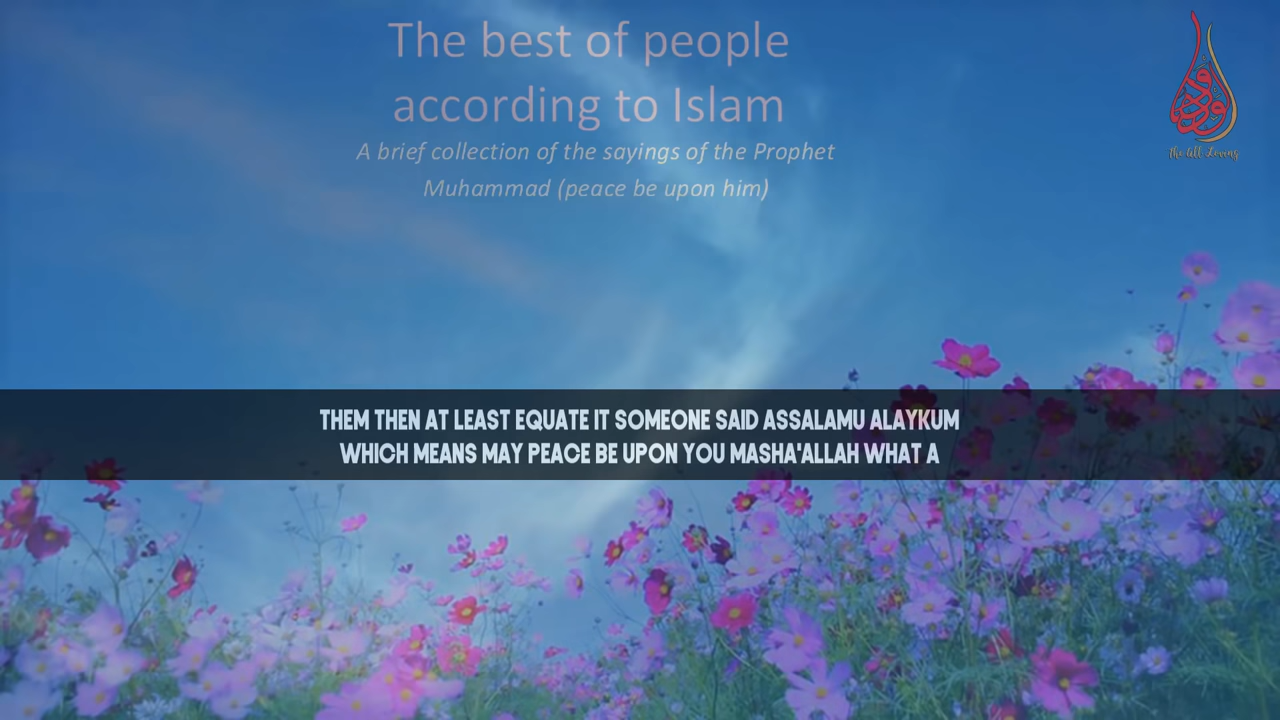 The best of people
according to Islam
A brief collection of the sayings of the Prophet
Muhammad (peace be upon him)
the All Loving
THEM THEN AT LEAST EQUATE IT SOMEONE SAID ASSALAMU ALAYKUM
WHICH MEANS MAY PEACE BE UPON YOU MASHA'ALLAH WHAT A